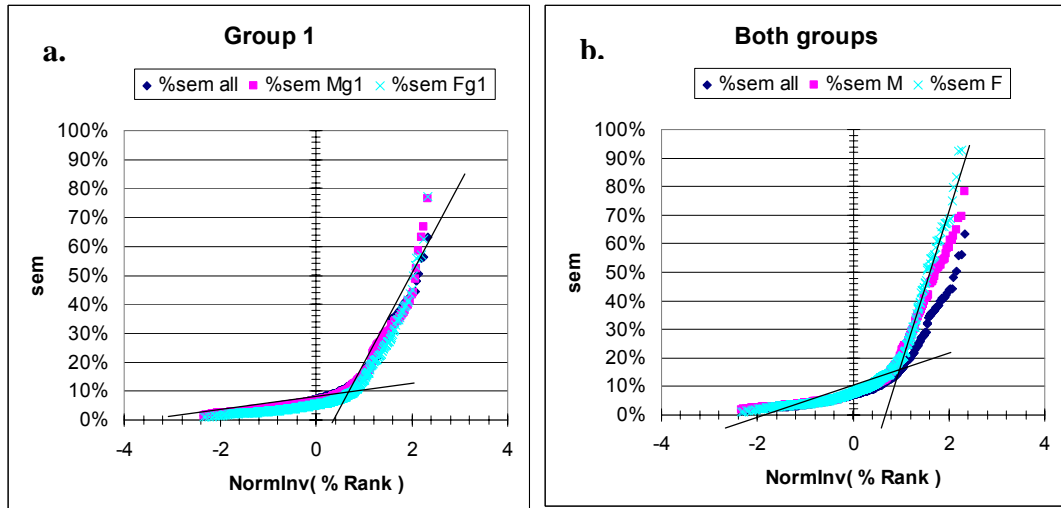 a.
Group 1
%sem all %sem Mg1 %sem Fg1
100%
90%
80%
70%
60%
50%
40%
30%
20%
10%
0%
sem
-4 -2 0 2 4
NormInv( % Rank )
b.
Both groups
%sem all %sem M %sem F
100%
90%
80%
70%
60%
50%
40%
30%
20%
10%
0%
sem
-4 -2 0 2 4
NormInv( % Rank )